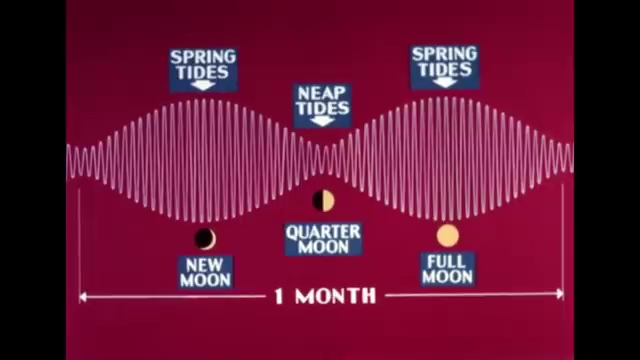 SPRING
TIDES
NEAP
TIDES
SPRING
TIDES
QUARTER
MOON
NEW
MOON
FULL
MOON
1 MONTH